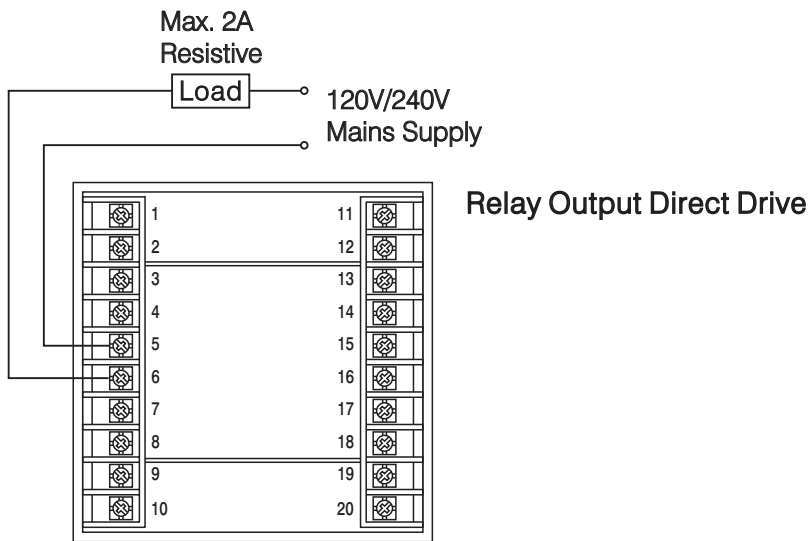 Max. 2A
Resistive
Load
120V/240V
Mains Supply
Relay Output Direct Drive
1 11
2 12
3 13
4 14
5 15
6 16
7 17
8 18
9 19
10 20